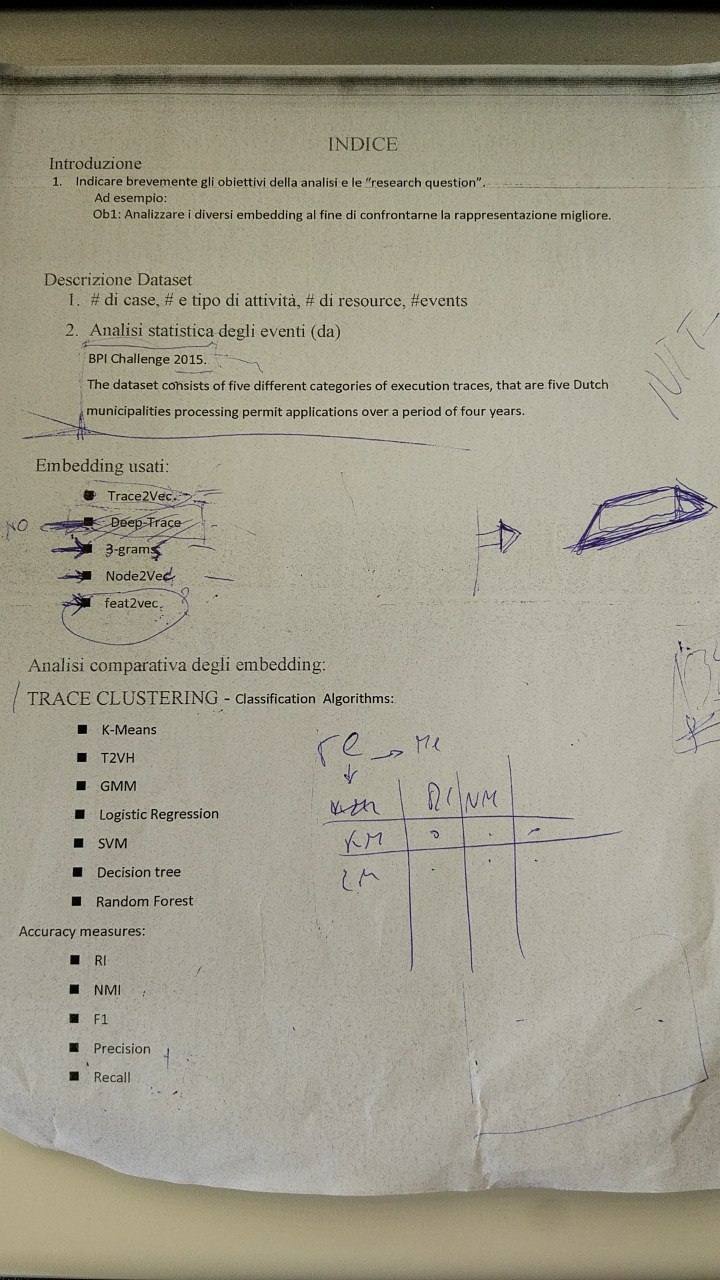 INDICE
Introduzione
1. Indicare brevemente gli obiettivi della analisi e le "research question".
Ad esempio:
Ob1: Analizzare i diversi embedding al fine di confrontarne la rappresentazione migliore.
Descrizione Dataset
1. # di case, # e tipo di attività, # di resource, #events
2. Analisi statistica degli eventi (da)
BPI Challenge 2015.
The dataset consists of five different categories of execution traces, that are five Dutch
municipalities processing permit applications over a period of four years.
Embedding usati:
Trace2Vec.
NO Deep-Trace
3-grams
Node2Vec
feat2vec. ?
Analisi comparativa degli embedding:
TRACE CLUSTERING - Classification Algorithms:
K-Means
T2VH
GMM
Logistic Regression
SVM
Decision tree
Random Forest
RI NMI
KM
Accuracy measures:
RI
NMI
F1
Precision
Recall